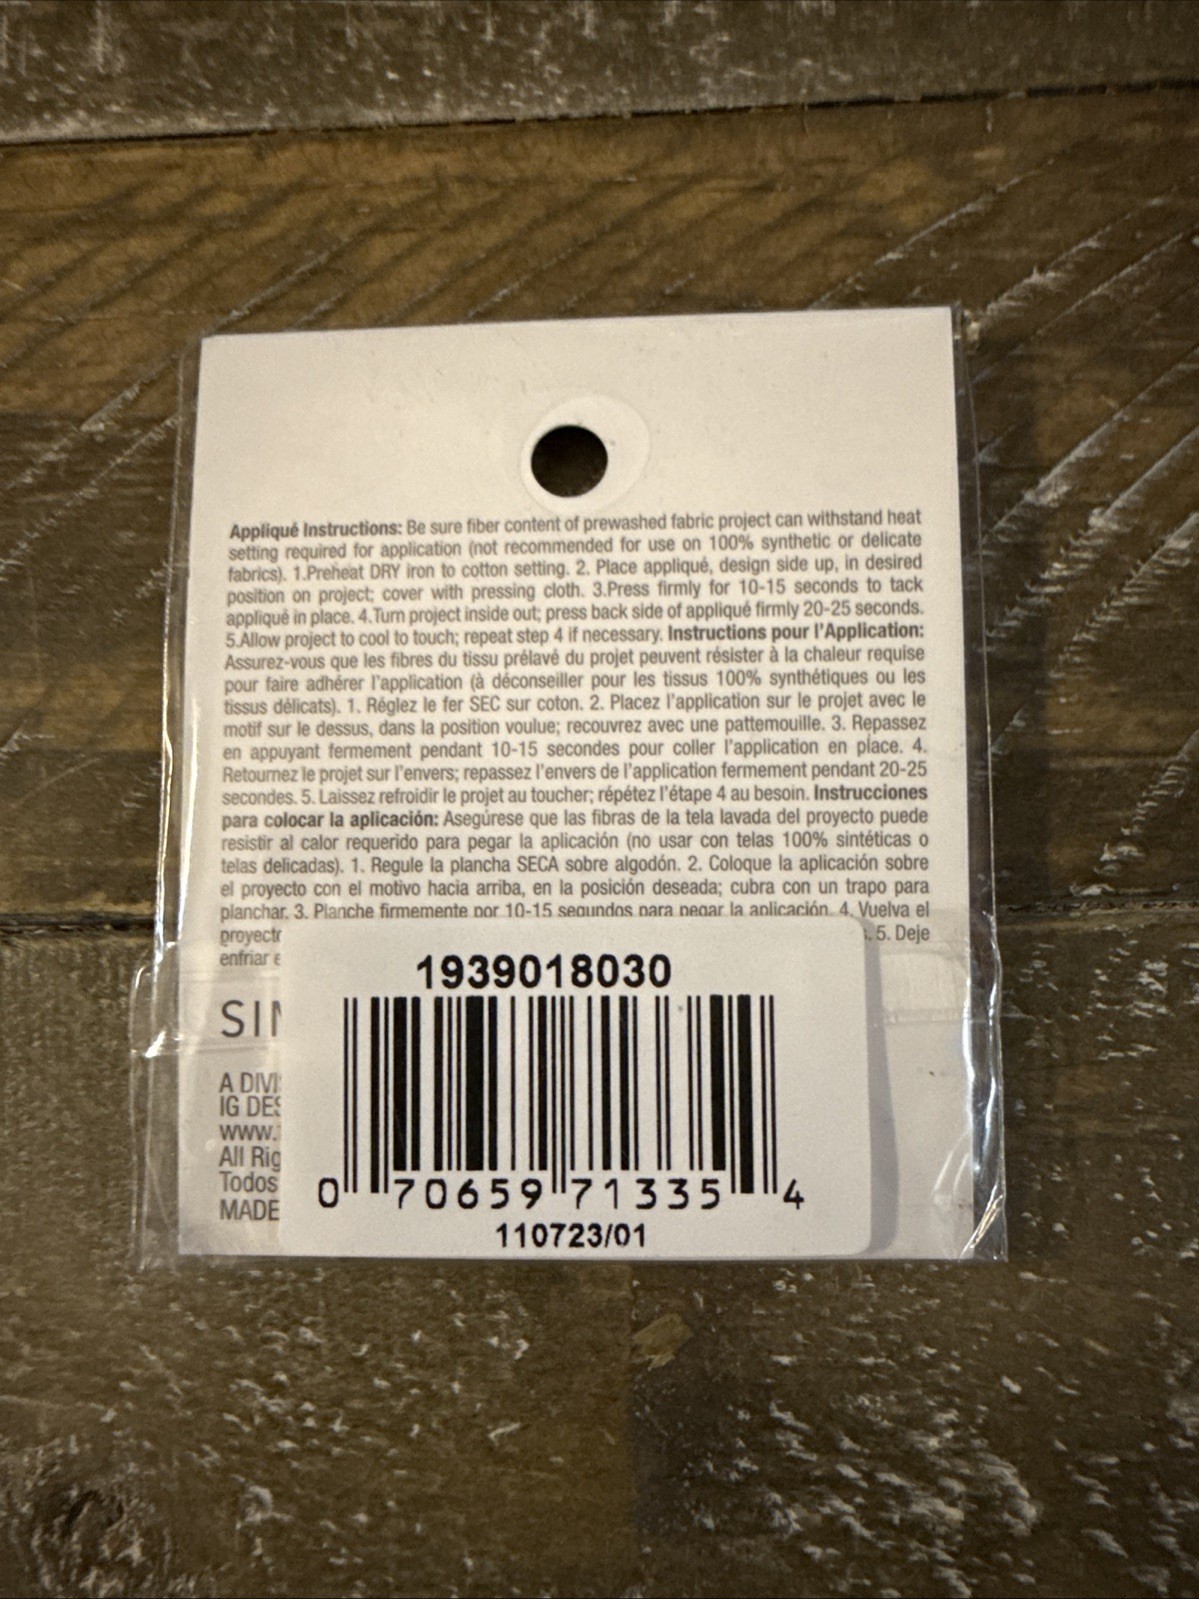 Appliqué Instructions: Be sure fiber content of prewashed fabric project can withstand heat
setting required for application (not recommended for use on 100% synthetic or delicate
fabrics). 1.Preheat DRY iron to cotton setting. 2. Place appliqué, design side up, in desired
position on project; cover with pressing cloth. 3.Press firmly for 10-15 seconds to tack
appliqué in place. 4.Turn project inside out; press back side of appliqué firmly 20-25 seconds.
5.Allow project to cool to touch; repeat step 4 if necessary. Instructions pour l'Application:
Assurez-vous que les fibres du tissu prélavé du projet peuvent résister à la chaleur requise
pour faire adhérer l'application (à déconseiller pour les tissus 100% synthétiques ou les
tissus délicats). 1. Réglez le fer SEC sur coton. 2. Placez l'application sur le projet avec le
motif sur le dessus, dans la position voulue; recouvrez avec une pattemouille. 3. Repassez
en appuyant fermement pendant 10-15 secondes pour coller l'application en place. 4.
Retournez le projet sur l'envers; repassez l'envers de l'application fermement pendant 20-25
secondes. 5. Laissez refroidir le projet au toucher; répétez l'étape 4 au besoin. Instrucciones
para colocar la aplicación: Asegúrese que las fibras de la tela lavada del proyecto puede
resistir al calor requerido para pegar la aplicación (no usar con telas 100% sintéticas o
telas delicadas). 1. Regule la plancha SECA sobre algodón. 2. Coloque la aplicación sobre
el proyecto con el motivo hacia arriba, en la posición deseada; cubra con un trapo para
planchar. 3. Planche firmemente por 10-15 segundos para pegar la aplicación. 4. Vuelva el
5. Deje
enfriar
1939018030
A
IG
www.
All
Todos
MADE
0 70659 71335 4
110723/01